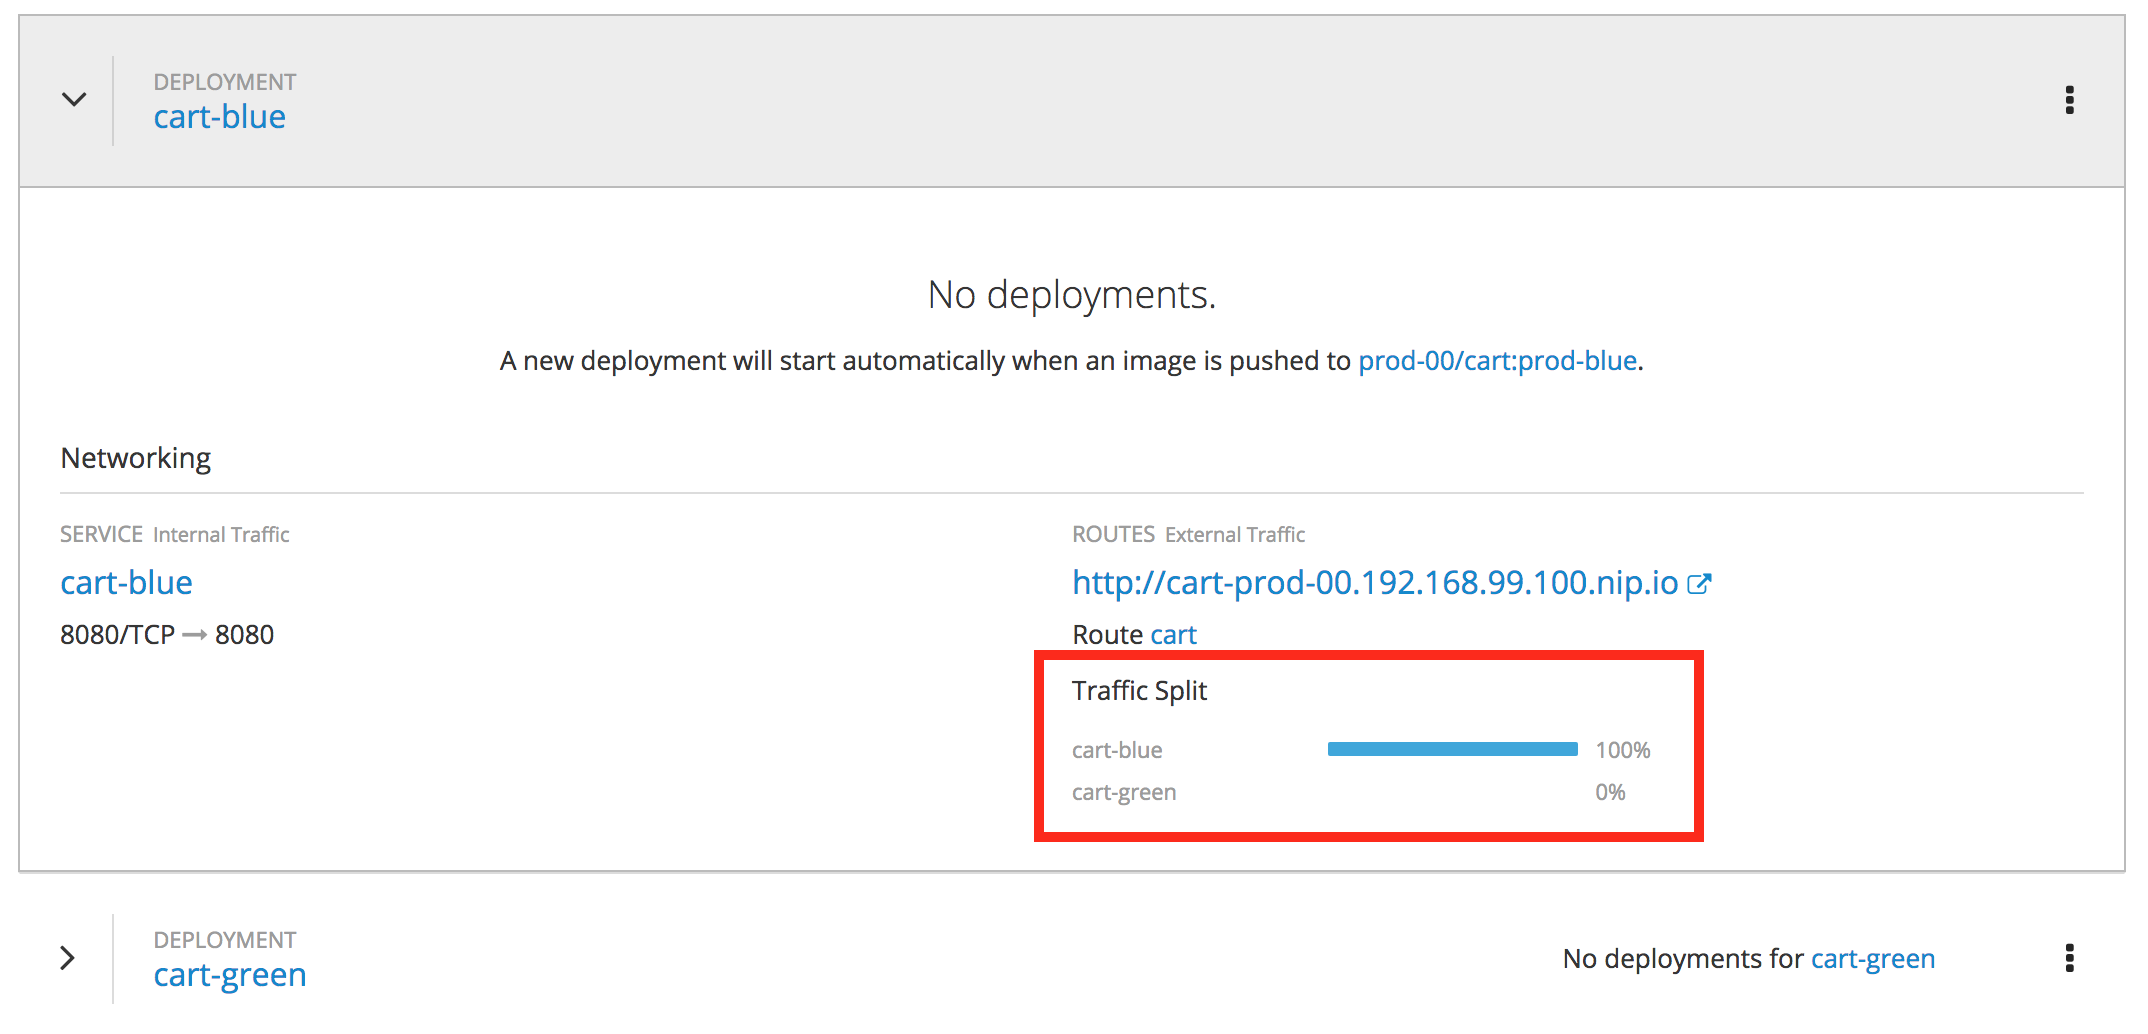 DEPLOYMENT
cart-blue
No deployments.
A new deployment will start automatically when an image is pushed to prod-00/cart:prod-blue.
Networking
SERVICE Internal Traffic
cart-blue
8080/TCP → 8080
ROUTES External Traffic
http://cart-prod-00.192.168.99.100.nip.io
Route cart
Traffic Split
cart-blue 100%
cart-green 0%
DEPLOYMENT
cart-green
No deployments for cart-green